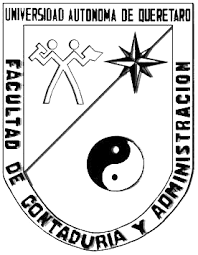 UNIVERSIDAD AUTONOMA DE QUERETARO
FACULTAD DE CONTADURIA Y ADMINISTRACION